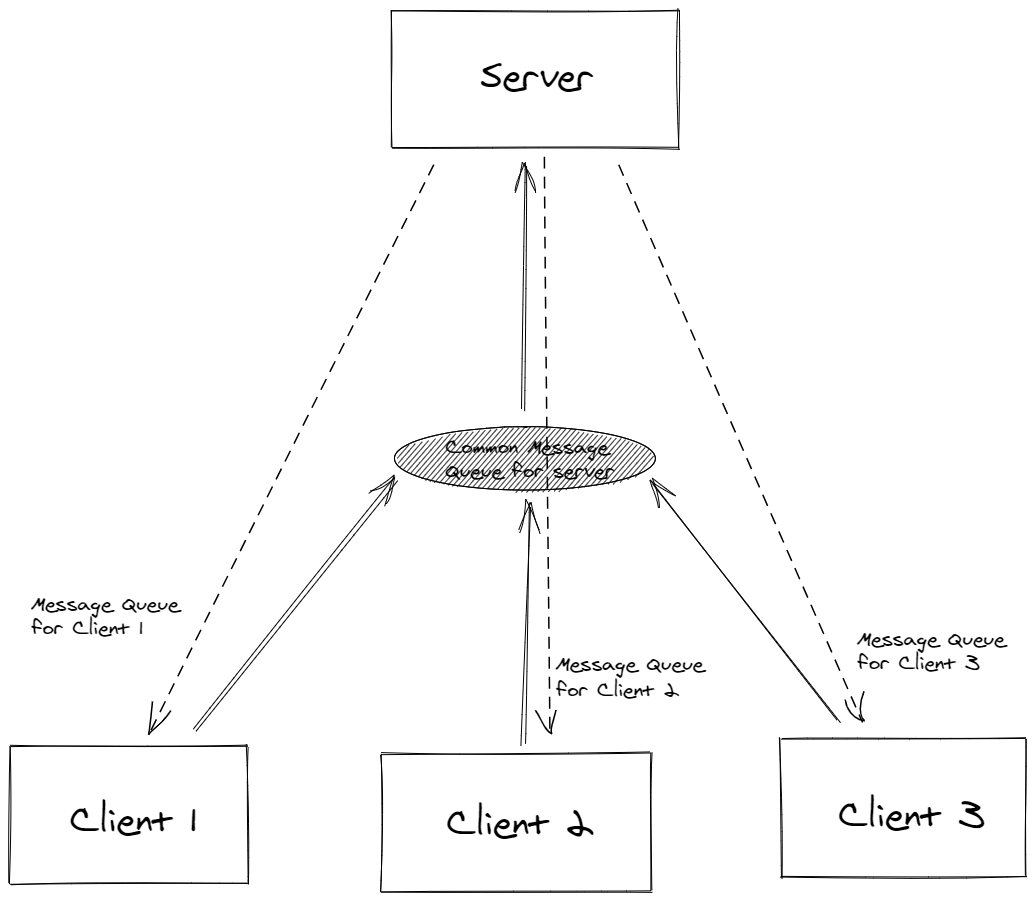 Server
Common Message
Queue for server
Message Queue
for Client 1
Message Queue
for Client 2
Message Queue
for Client 3
Client 1
Client 2
Client 3